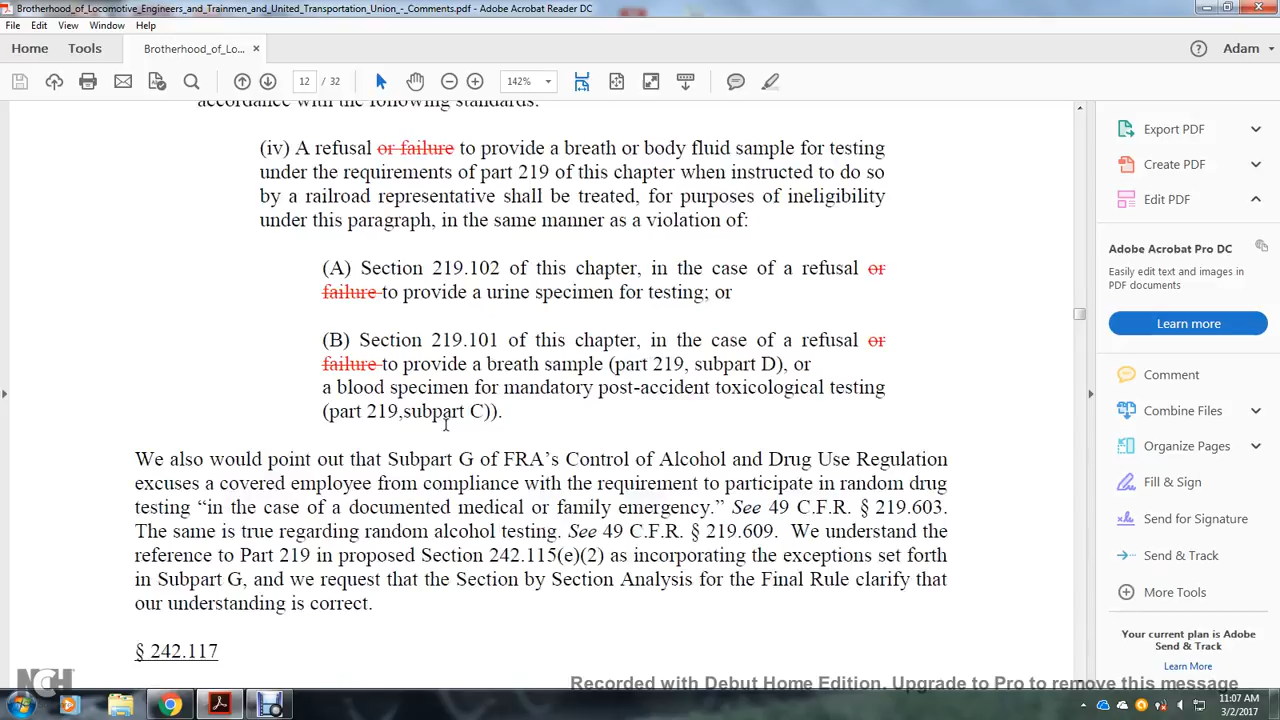 Brotherhood_of_Locomotive_Engineers_and_Trainmen_and_United_Transportation_Union_-_Comments.pdf - Adobe Acrobat Reader DC
File Edit View Window Help
Home Tools Brotherhood_of_Lo... × Adam
12 / 32 142%
accordance with the following standards:
(iv) A refusal or failure to provide a breath or body fluid sample for testing
under the requirements of part 219 of this chapter when instructed to do so
by a railroad representative shall be treated, for purposes of ineligibility
under this paragraph, in the same manner as a violation of:
(A) Section 219.102 of this chapter, in the case of a refusal or
failure to provide a urine specimen for testing; or
(B) Section 219.101 of this chapter, in the case of a refusal or
failure to provide a breath sample (part 219, subpart D), or
a blood specimen for mandatory post-accident toxicological testing
(part 219,subpart C)).
We also would point out that Subpart G of FRA's Control of Alcohol and Drug Use Regulation
excuses a covered employee from compliance with the requirement to participate in random drug
testing “in the case of a documented medical or family emergency.” See 49 C.F.R. § 219.603.
The same is true regarding random alcohol testing. See 49 C.F.R. § 219.609. We understand the
reference to Part 219 in proposed Section 242.115(e)(2) as incorporating the exceptions set forth
in Subpart G, and we request that the Section by Section Analysis for the Final Rule clarify that
our understanding is correct.
§ 242.117
Export PDF
Create PDF
Edit PDF
Adobe Acrobat Pro DC
Easily edit text and images in
PDF documents
Learn more
Comment
Combine Files
Organize Pages
Fill & Sign
Send for Signature
Send & Track
More Tools
Your current plan is Adobe
Send & Track
Learn More
NCH
Recorded with Debut Home Edition. Upgrade to Pro to remove this message
11:07 AM
3/2/2017